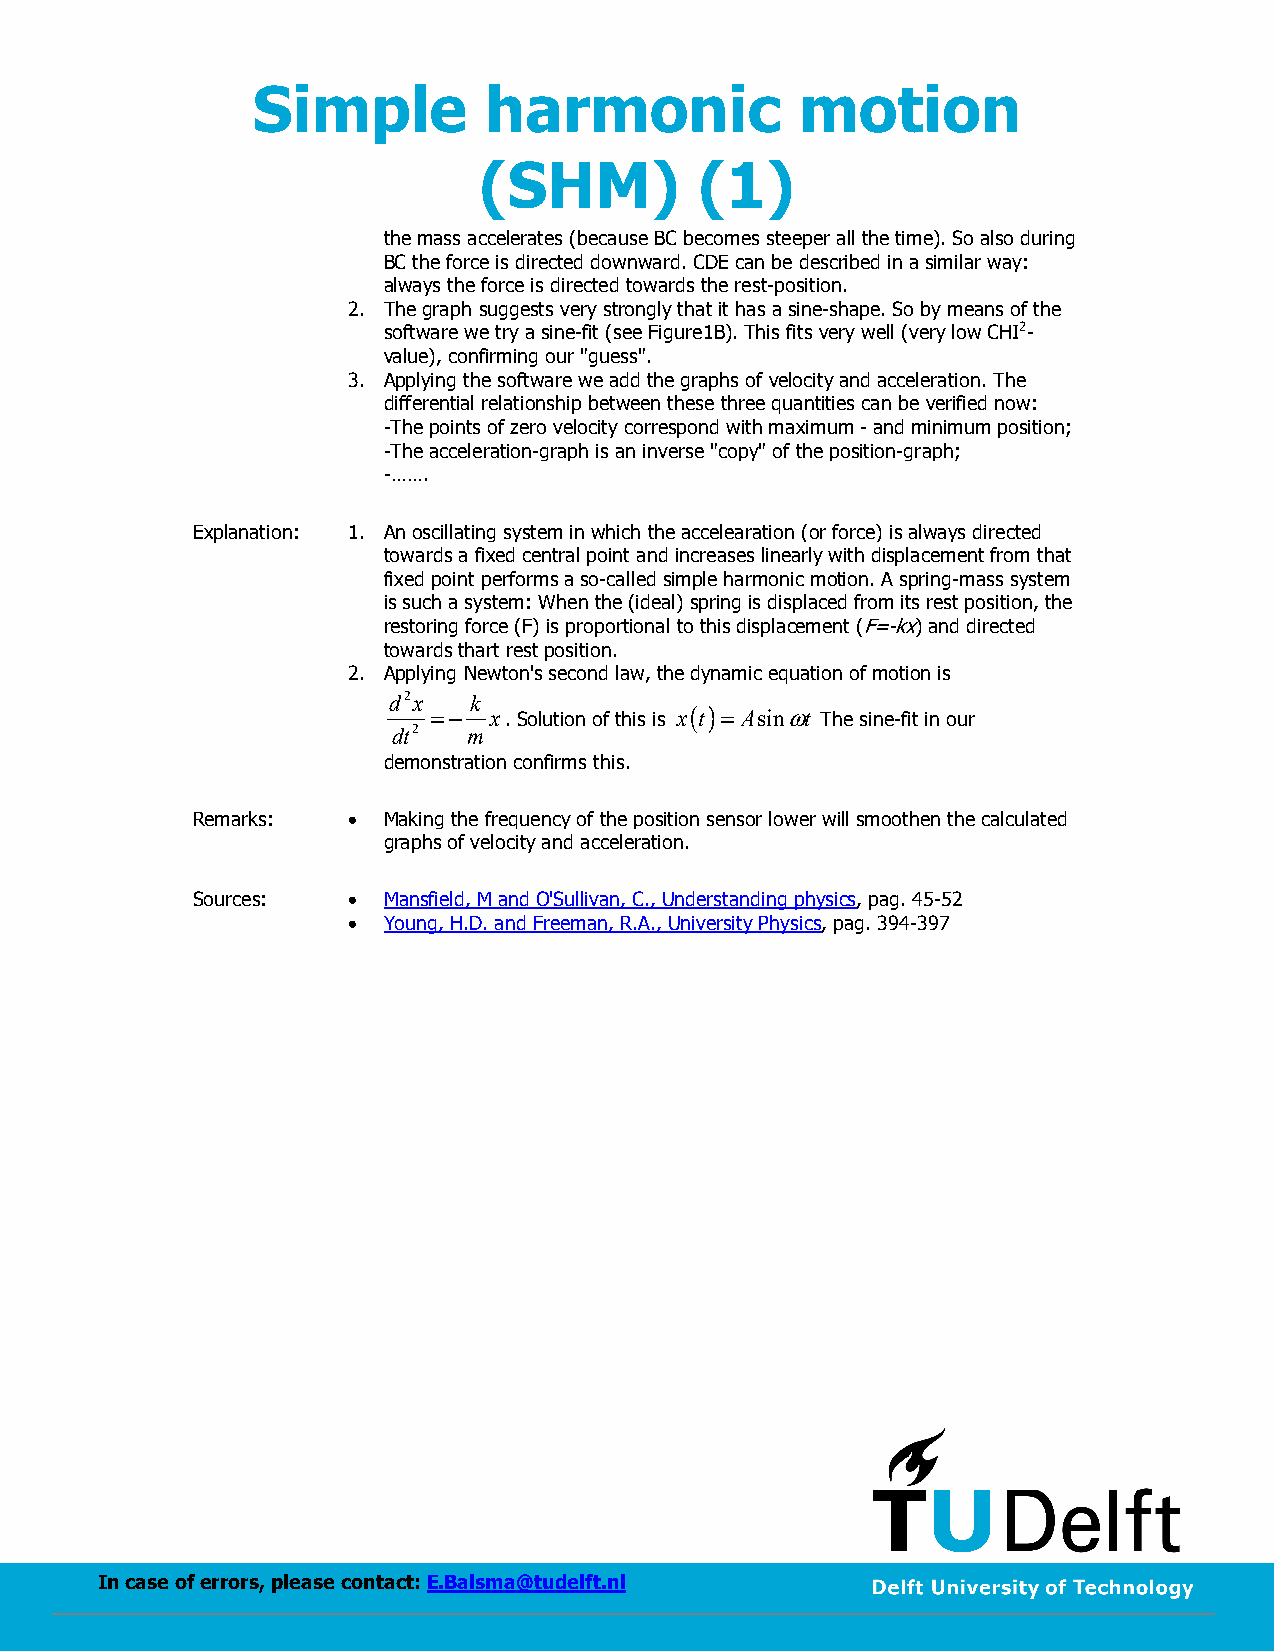 Simple harmonic motion
(SHM) (1)
the mass accelerates (because BC becomes steeper all the time). So also during
BC the force is directed downward. CDE can be described in a similar way:
always the force is directed towards the rest-position.
2. The graph suggests very strongly that it has a sine-shape. So by means of the
software we try a sine-fit (see Figure1B). This fits very well (very low CHI²-
value), confirming our "guess".
3. Applying the software we add the graphs of velocity and acceleration. The
differential relationship between these three quantities can be verified now:
-The points of zero velocity correspond with maximum - and minimum position;
-The acceleration-graph is an inverse "copy" of the position-graph;
-.......
Explanation: 1. An oscillating system in which the accelearation (or force) is always directed
towards a fixed central point and increases linearly with displacement from that
fixed point performs a so-called simple harmonic motion. A spring-mass system
is such a system: When the (ideal) spring is displaced from its rest position, the
restoring force (F) is proportional to this displacement (F=-kx) and directed
towards thart rest position.
2. Applying Newton's second law, the dynamic equation of motion is
d²x/dt² = − k/m x . Solution of this is x(t) = A sin ωt The sine-fit in our
demonstration confirms this.
Remarks: • Making the frequency of the position sensor lower will smoothen the calculated
graphs of velocity and acceleration.
Sources: • Mansfield, M and O'Sullivan, C., Understanding physics, pag. 45-52
• Young, H.D. and Freeman, R.A., University Physics, pag. 394-397
TUDelft
In case of errors, please contact: E.Balsma@tudelft.nl
Delft University of Technology